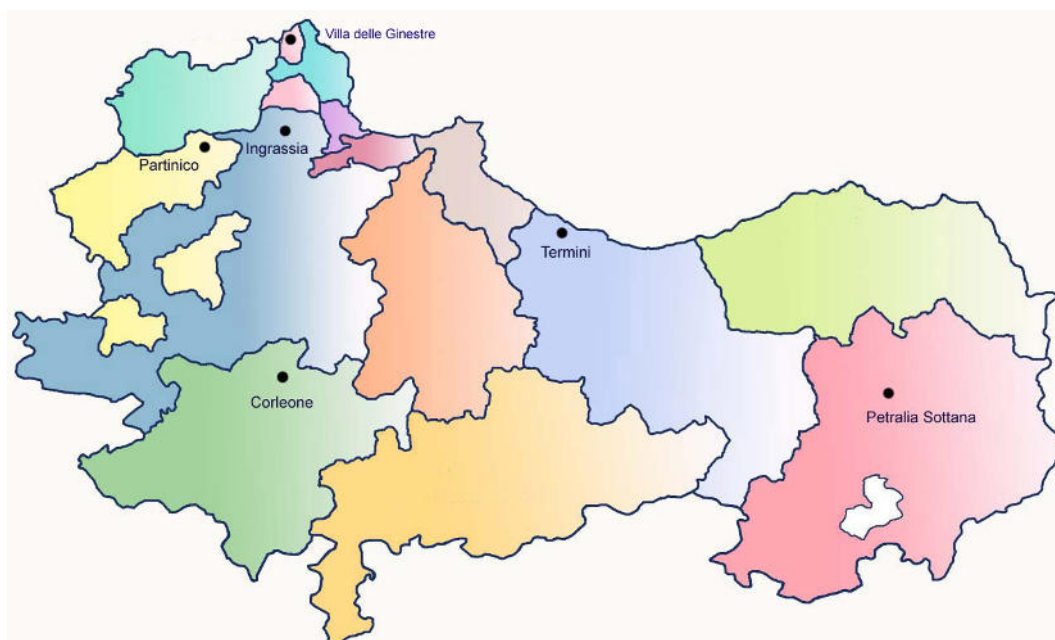 Villa delle Ginestre
Ingrassia
Partinico
Termini
Corleone
Petralia Sottana